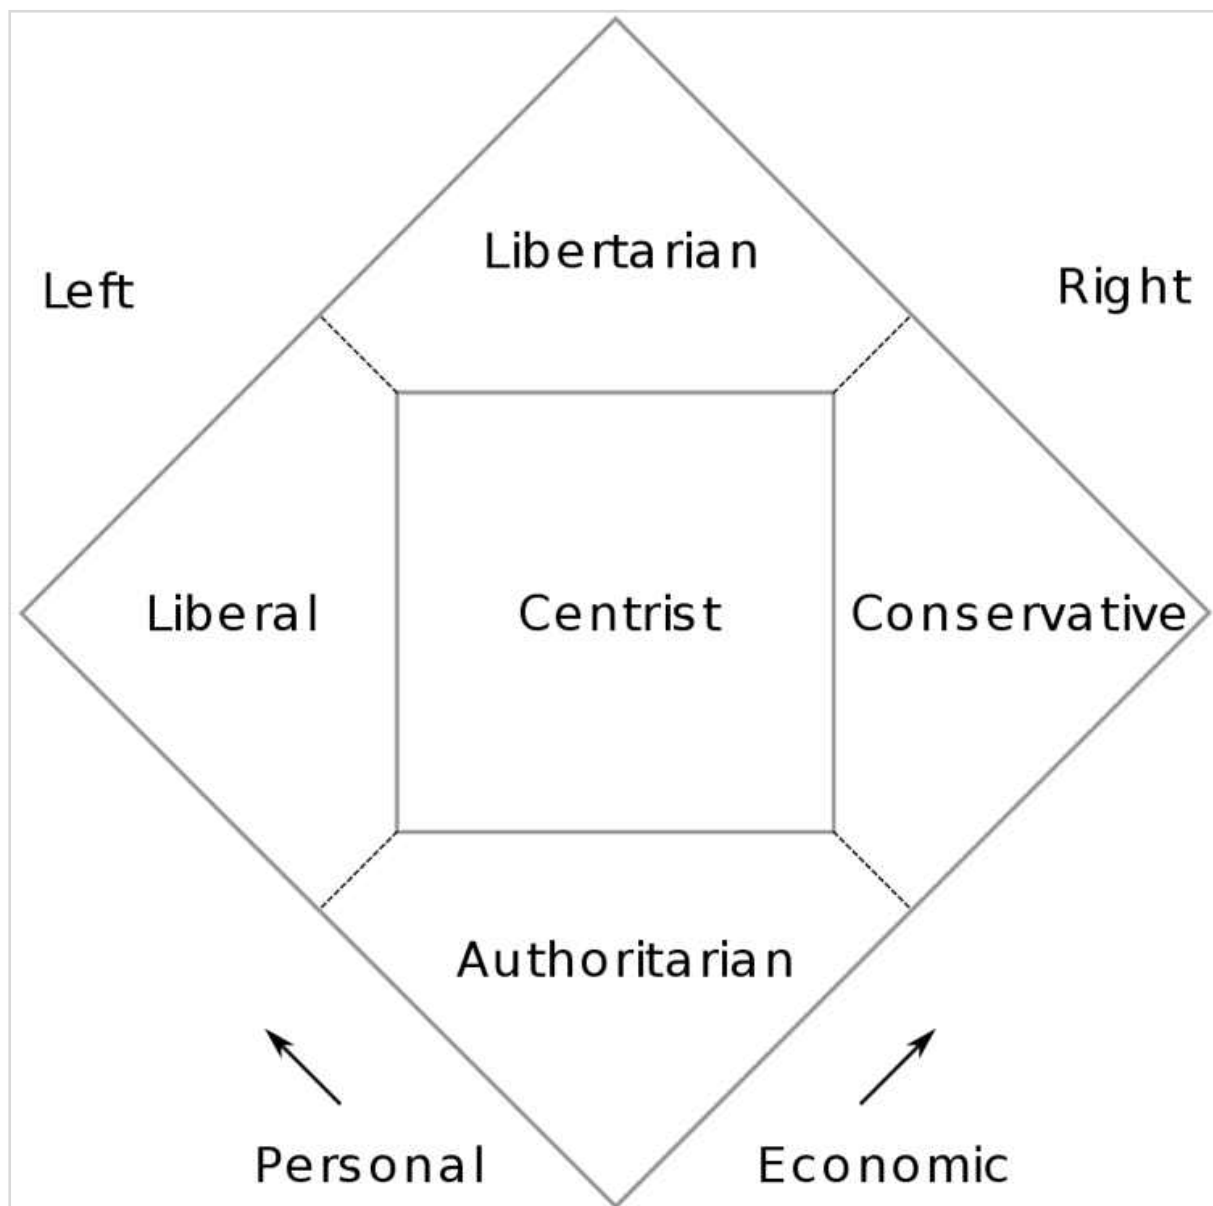 Libertarian
Left
Right
Liberal
Centrist
Conservative
Authoritarian
Personal
Economic